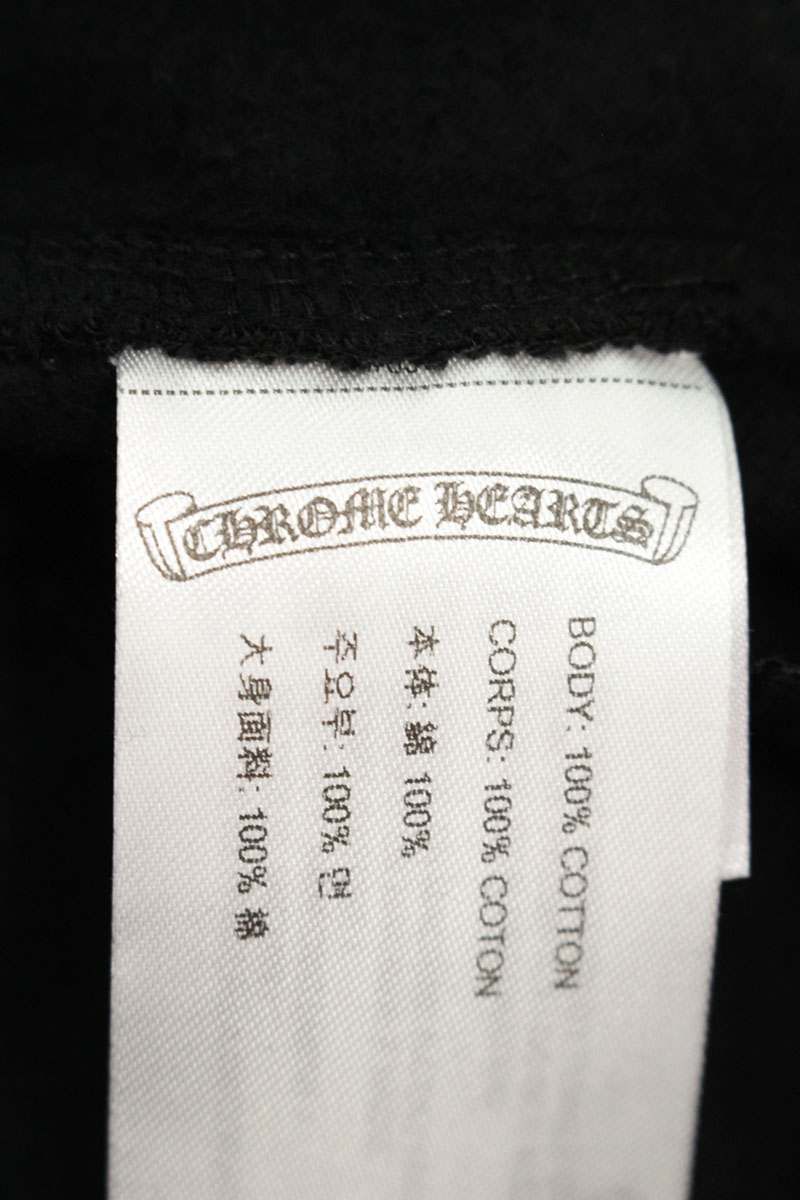 CHROME HEARTS
BODY: 100% COTTON
CORPS: 100% COTON
本体: 綿 100%
주요부: 100% 면
大身面料: 100% 棉